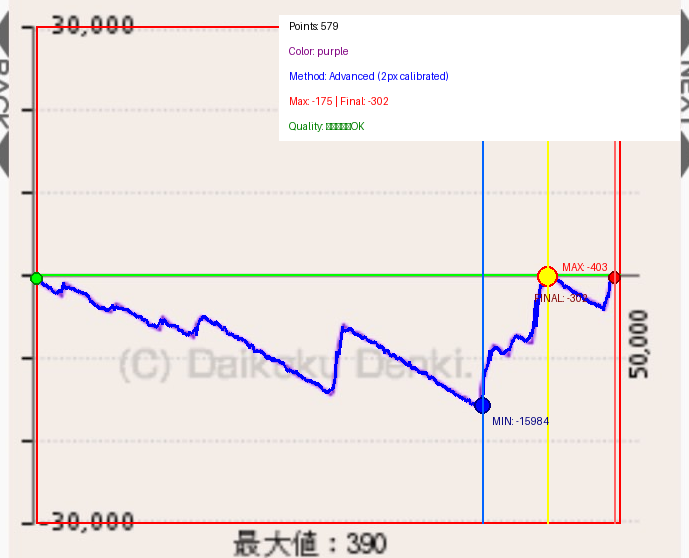 30,000
Points: 579
Color: purple
Method: Advanced (2px calibrated)
Max: -175 | Final: -302
Quality: □□□□□OK
BACK
NEXT
MAX: -403
FINAL: -302
50,000
(C) Daikoku Denki.
MIN: -15984
-30,000
最大値：390